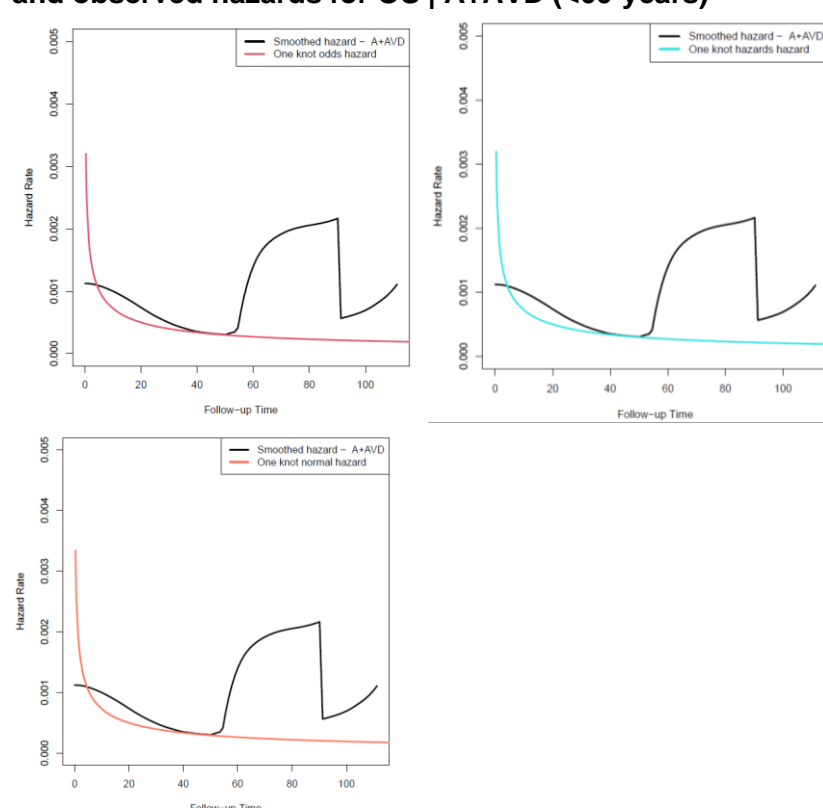 and observed hazards for OS | A+AVD years)
Smoothed hazard – A+AVD
One knot odds hazard
Hazard Rate
0.005
0.004
0.003
0.002
0.001
0.000
0 20 40 60 80 100
Follow-up Time
Smoothed hazard – A+AVD
One knot hazards hazard
Hazard Rate
0.005
0.004
0.003
0.002
0.001
0.000
0 20 40 60 80 100
Follow-up Time
Smoothed hazard – A+AVD
One knot normal hazard
Hazard Rate
0.005
0.004
0.003
0.002
0.001
0.000
0 20 40 60 80 100
Follow-up Time